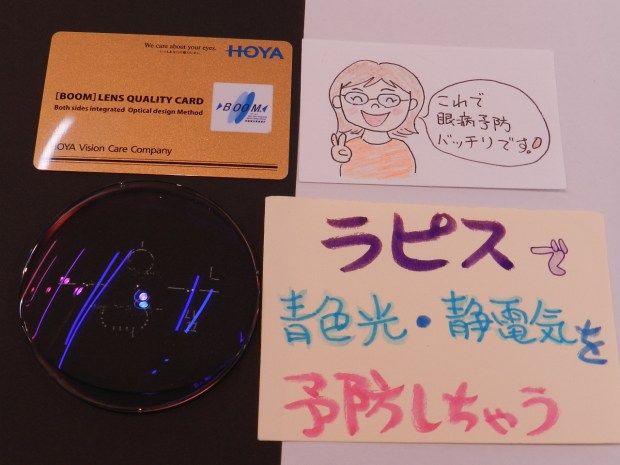 We care about your eyes.
HOYA
[BOOM] LENS QUALITY CARD
Both sides integrated Optical design Method
BOOM
HOYA Vision Care Company
これで
眼病予防
バッチリです!
ラピスで
青色光・静電気を
予防しちゃう